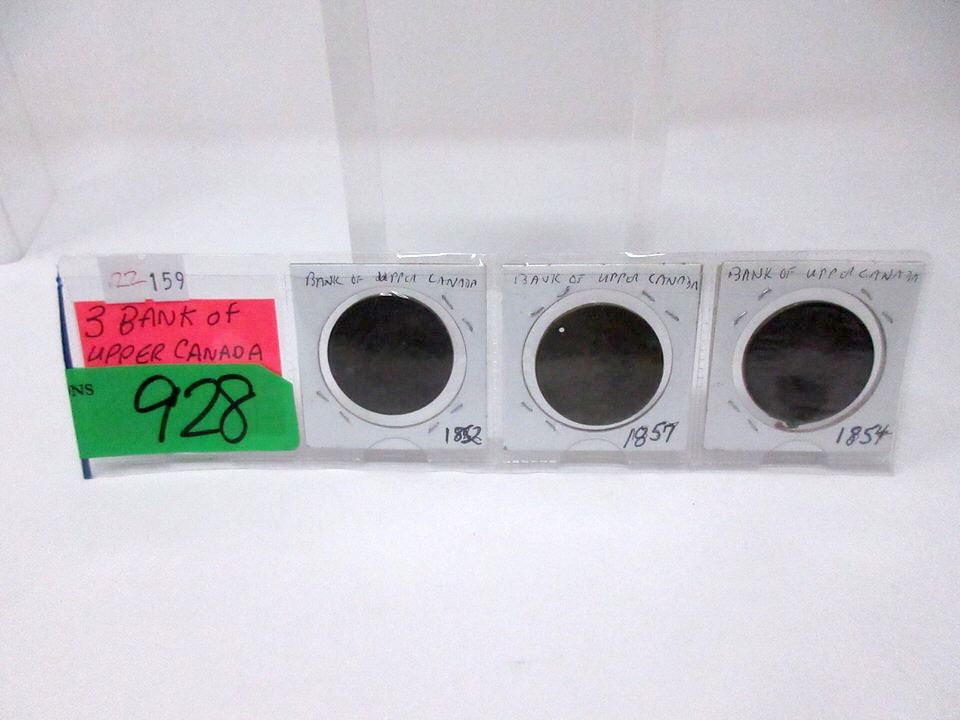 22 159
3 BANK of
UPPER CANADA
NS
928
BANK OF UPPER CANADA
1852
BANK OF UPPER CANADA
1857
BANK OF UPPER CANADA
1854